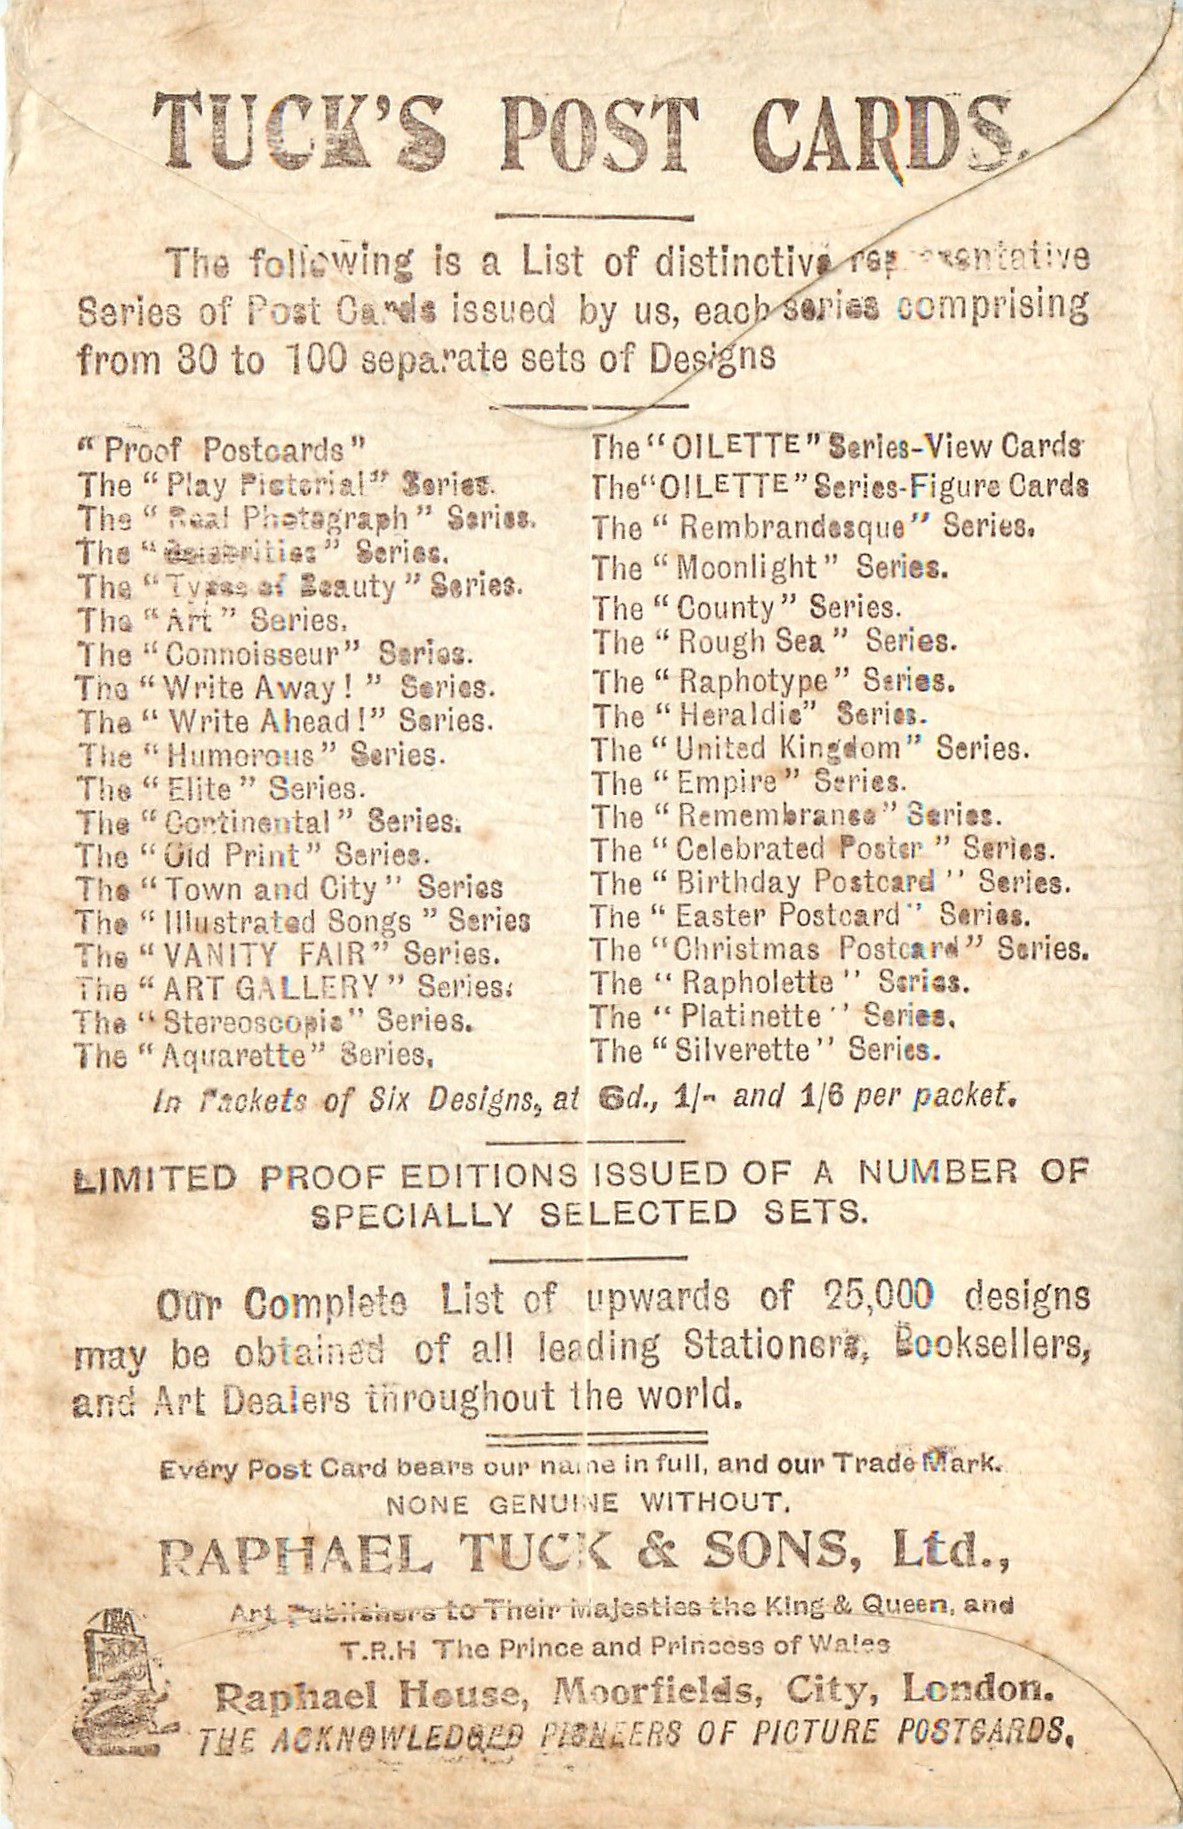 TUCK'S POST CARDS.
The following is a List of distinctive representative
Series of Post Cards issued by us, each series comprising
from 30 to 100 separate sets of Designs
"Proof Postcards"
The "Play Pictorial" Series.
The "Real Photograph" Series.
The "Celebrities" Series.
The "Types of Beauty" Series.
The "Art" Series.
The "Connoisseur" Series.
The "Write Away!" Series.
The "Write Ahead!" Series.
The "Humorous" Series.
The "Elite" Series.
The "Continental" Series.
The "Old Print" Series.
The "Town and City" Series
The "Illustrated Songs" Series
The "VANITY FAIR" Series.
The "ART GALLERY" Series.
The "Stereoscopic" Series.
The "Aquarette" Series.
The "OILETTE" Series-View Cards
The "OILETTE" Series-Figure Cards
The "Rembrandesque" Series.
The "Moonlight" Series.
The "County" Series.
The "Rough Sea" Series.
The "Raphotype" Series.
The "Heraldic" Series.
The "United Kingdom" Series.
The "Empire" Series.
The "Remembrance" Series.
The "Celebrated Poster" Series.
The "Birthday Postcard" Series.
The "Easter Postcard" Series.
The "Christmas Postcard" Series.
The "Rapholette" Series.
The "Platinette" Series.
The "Silverette" Series.
In Packets of Six Designs, at 6d., 1/- and 1/6 per packet.
LIMITED PROOF EDITIONS ISSUED OF A NUMBER OF
SPECIALLY SELECTED SETS.
Our Complete List of upwards of 25,000 designs
may be obtained of all leading Stationers, Booksellers,
and Art Dealers throughout the world.
Every Post Card bears our name in full, and our Trade Mark.
NONE GENUINE WITHOUT.
RAPHAEL TUCK & SONS, Ltd.,
Art Publishers to Their Majesties the King & Queen, and
T.R.H The Prince and Princess of Wales
Raphael House, Moorfields, City, London.
THE ACKNOWLEDGED PIONEERS OF PICTURE POSTCARDS.